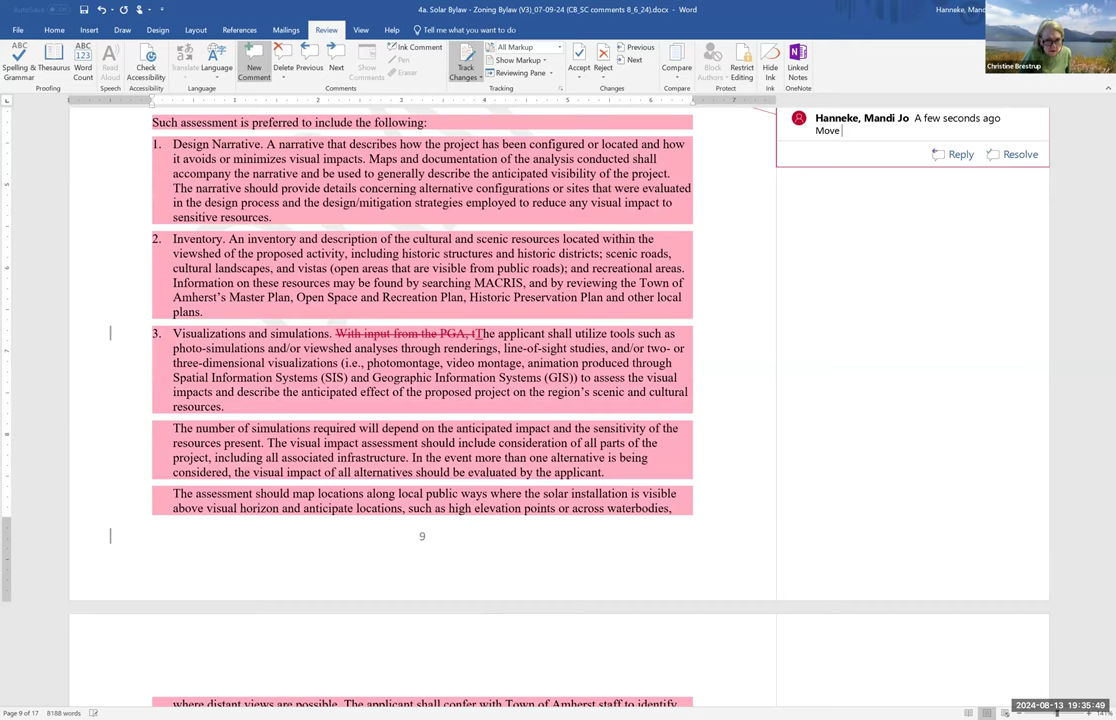 AutoSave Off
4a. Solar Bylaw - Zoning Bylaw (V3)_07-09-24 (CB_SC comments 8_6_24).docx - Word
Hanneke, Mandi
File Home Insert Draw Design Layout References Mailings Review View Help Tell me what you want to do
Spelling & Grammar
Thesaurus
Word Count
Read Aloud
Check Accessibility
Translate
Language
New Comment
Delete
Previous
Next
Show Comments
Ink Comment
Pen
Eraser
Track Changes
All Markup
Show Markup
Reviewing Pane
Accept
Reject
Previous
Next
Compare
Block Authors
Restrict Editing
Hide Ink
Linked Notes
Proofing Speech Accessibility Language Comments Tracking Changes Compare Protect Ink OneNote
Christine Brestrup
1 2 3 4 5 6 7
Such assessment is preferred to include the following:
1. Design Narrative. A narrative that describes how the project has been configured or located and how
it avoids or minimizes visual impacts. Maps and documentation of the analysis conducted shall
accompany the narrative and be used to generally describe the anticipated visibility of the project.
The narrative should provide details concerning alternative configurations or sites that were evaluated
in the design process and the design/mitigation strategies employed to reduce any visual impact to
sensitive resources.
2. Inventory. An inventory and description of the cultural and scenic resources located within the
viewshed of the proposed activity, including historic structures and historic districts; scenic roads,
cultural landscapes, and vistas (open areas that are visible from public roads); and recreational areas.
Information on these resources may be found by searching MACRIS, and by reviewing the Town of
Amherst's Master Plan, Open Space and Recreation Plan, Historic Preservation Plan and other local
plans.
3. Visualizations and simulations. With input from the PGA, tThe applicant shall utilize tools such as
photo-simulations and/or viewshed analyses through renderings, line-of-sight studies, and/or two- or
three-dimensional visualizations (i.e., photomontage, video montage, animation produced through
Spatial Information Systems (SIS) and Geographic Information Systems (GIS)) to assess the visual
impacts and describe the anticipated effect of the proposed project on the region's scenic and cultural
resources.
The number of simulations required will depend on the anticipated impact and the sensitivity of the
resources present. The visual impact assessment should include consideration of all parts of the
project, including all associated infrastructure. In the event more than one alternative is being
considered, the visual impact of all alternatives should be evaluated by the applicant.
The assessment should map locations along local public ways where the solar installation is visible
above visual horizon and anticipate locations, such as high elevation points or across waterbodies,
9
where distant views are possible. The applicant shall confer with Town of Amherst staff to identify
Hanneke, Mandi Jo A few seconds ago
Move
Reply Resolve
Page 9 of 17 8188 words
2024-08-13 19:35:49